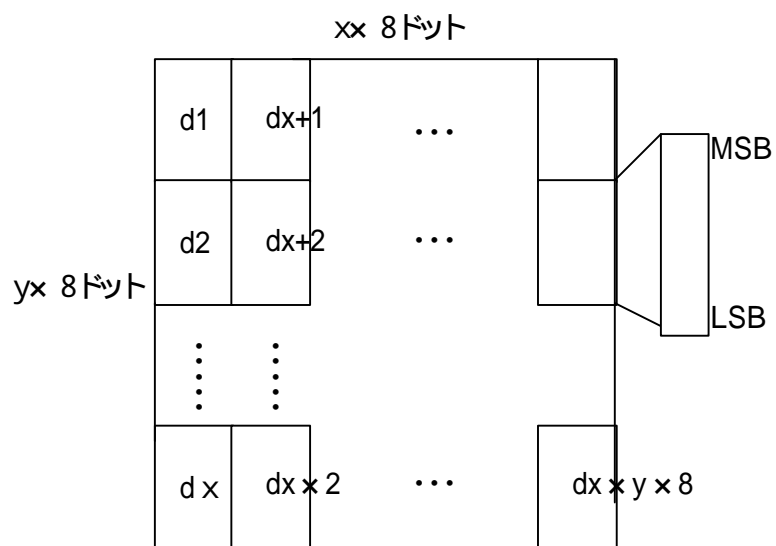 x× 8ドット
d1 dx+1 …
MSB
d2 dx+2 …
y× 8ドット
LSB
⋮ ⋮
dx dx×2 … dx×y×8